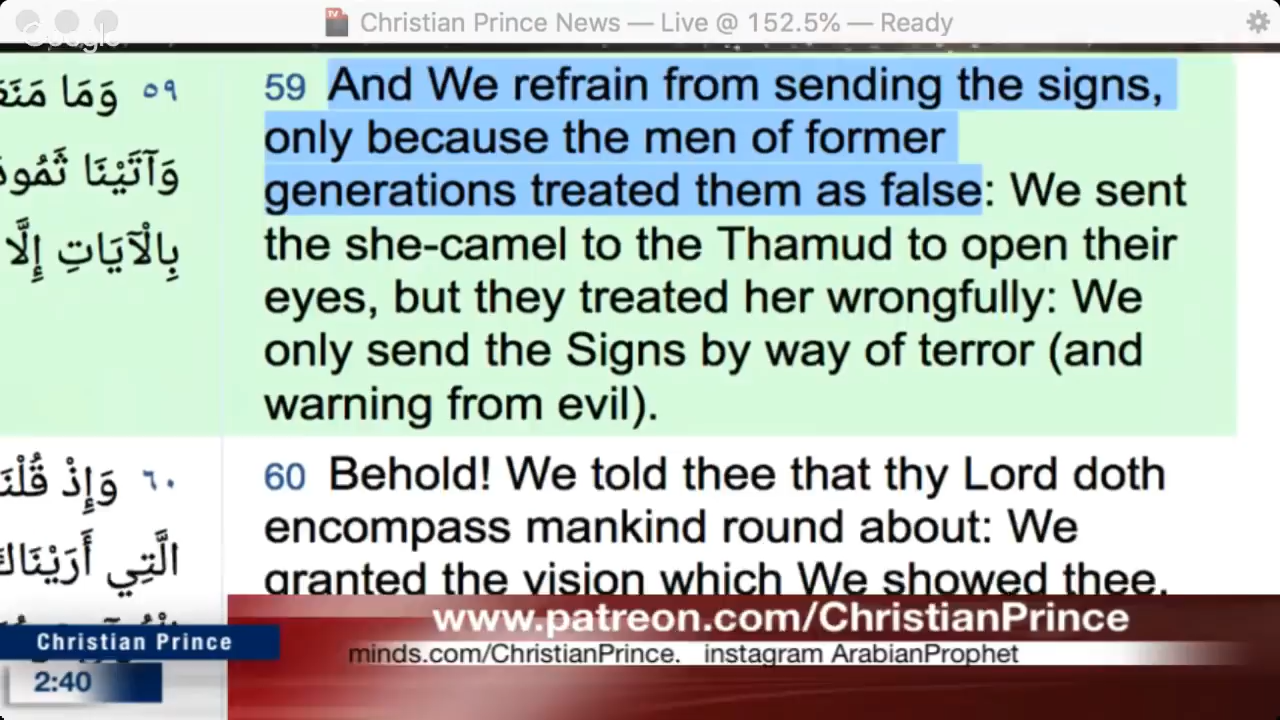 Christian Prince News — Live @ 152.5% — Ready
Google
٥٩ وَمَا
وَآتَيْنَا
بِالْآيَاتِ إِلَّا
59 And We refrain from sending the signs,
only because the men of former
generations treated them as false: We sent
the she-camel to the Thamud to open their
eyes, but they treated her wrongfully: We
only send the Signs by way of terror (and
warning from evil).
٦٠ وَإِذْ
الَّتِي
60 Behold! We told thee that thy Lord doth
encompass mankind round about: We
granted the vision which We showed thee,
www.patreon.com/ChristianPrince
Christian Prince
minds.com/ChristianPrince. instagram ArabianProphet
2:40